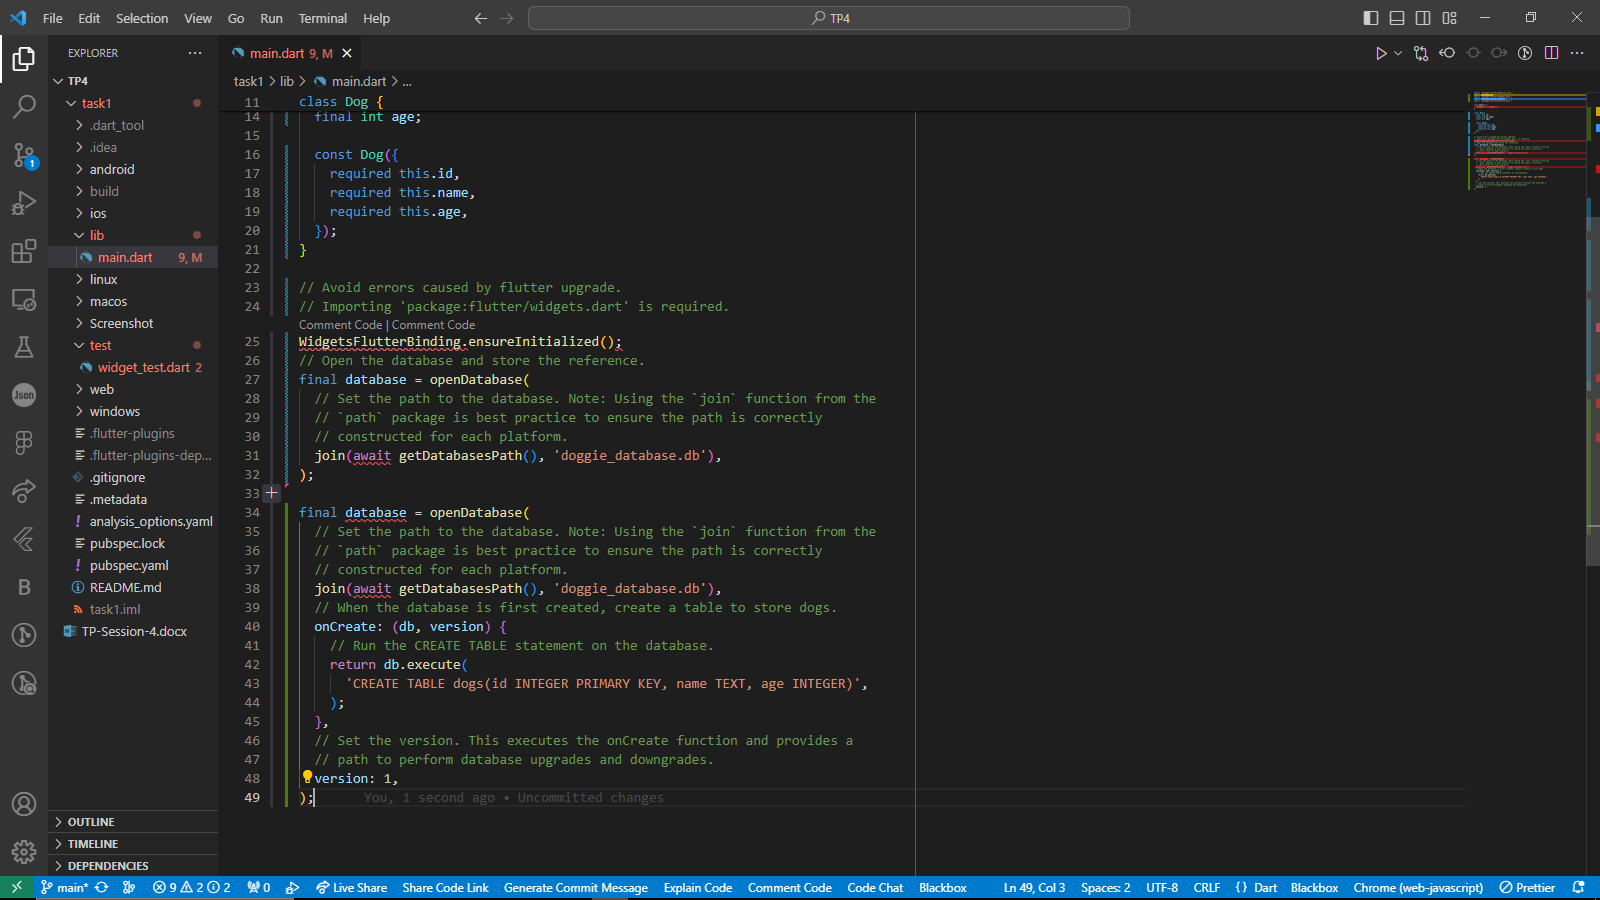 File Edit Selection View Go Run Terminal Help
TP4
EXPLORER
TP4
task1
.dart_tool
.idea
android
build
ios
lib
main.dart 9, M
linux
macos
Screenshot
test
widget_test.dart 2
web
windows
.flutter-plugins
.flutter-plugins-dep...
.gitignore
.metadata
analysis_options.yaml
pubspec.lock
pubspec.yaml
README.md
task1.iml
TP-Session-4.docx
OUTLINE
TIMELINE
DEPENDENCIES
1
Json
main.dart 9, M
task1 > lib > main.dart > ...
11 class Dog {
14 final int age;
15
16 const Dog({
17 required this.id,
18 required this.name,
19 required this.age,
20 });
21 }
22
23 // Avoid errors caused by flutter upgrade.
24 // Importing 'package:flutter/widgets.dart' is required.
Comment Code | Comment Code
25 WidgetsFlutterBinding.ensureInitialized();
26 // Open the database and store the reference.
27 final database = openDatabase(
28 // Set the path to the database. Note: Using the `join` function from the
29 // `path` package is best practice to ensure the path is correctly
30 // constructed for each platform.
31 join(await getDatabasesPath(), 'doggie_database.db'),
32 );
33
34 final database = openDatabase(
35 // Set the path to the database. Note: Using the `join` function from the
36 // `path` package is best practice to ensure the path is correctly
37 // constructed for each platform.
38 join(await getDatabasesPath(), 'doggie_database.db'),
39 // When the database is first created, create a table to store dogs.
40 onCreate: (db, version) {
41 // Run the CREATE TABLE statement on the database.
42 return db.execute(
43 'CREATE TABLE dogs(id INTEGER PRIMARY KEY, name TEXT, age INTEGER)',
44 );
45 },
46 // Set the version. This executes the onCreate function and provides a
47 // path to perform database upgrades and downgrades.
48 version: 1,
49 ); You, 1 second ago • Uncommitted changes
main* 9 2 2 0 Live Share Share Code Link Generate Commit Message Explain Code Comment Code Code Chat Blackbox Ln 49, Col 3 Spaces: 2 UTF-8 CRLF {} Dart Blackbox Chrome (web-javascript) Prettier